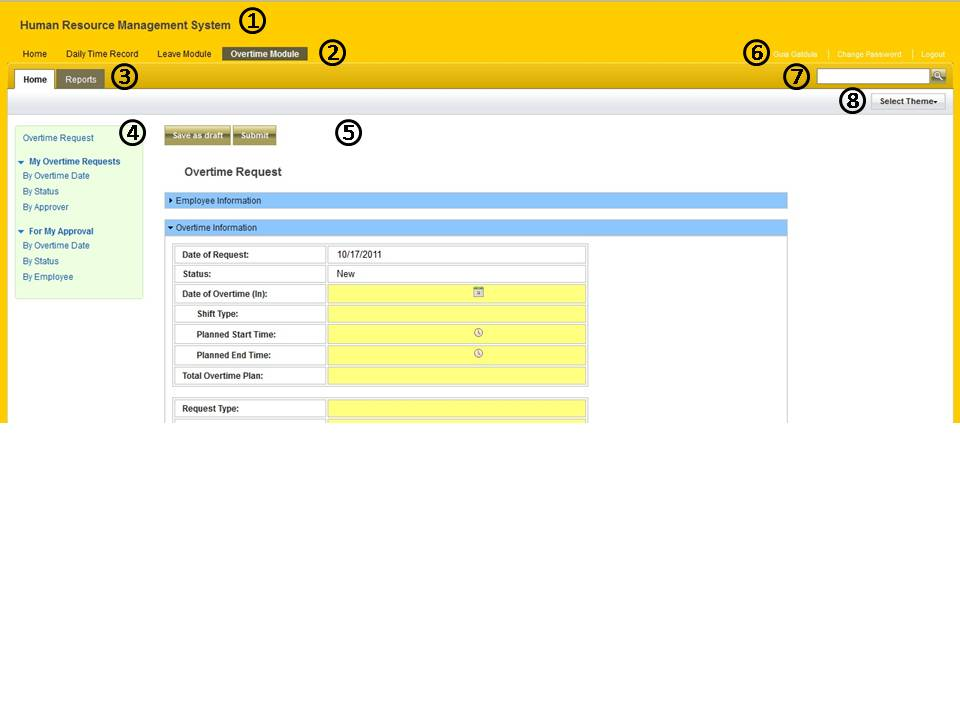 Human Resource Management System ①
Home Daily Time Record Leave Module Overtime Module ② ⑥ Guia Gatdula Change Password Logout
Home Reports ③ ⑦
⑧ Select Theme
④ Save as draft Submit ⑤
Overtime Request
My Overtime Requests
By Overtime Date
By Status
By Approver
For My Approval
By Overtime Date
By Status
By Employee
Overtime Request
Employee Information
Overtime Information
Date of Request: 10/17/2011
Status: New
Date of Overtime (In):
Shift Type:
Planned Start Time:
Planned End Time:
Total Overtime Plan:
Request Type: